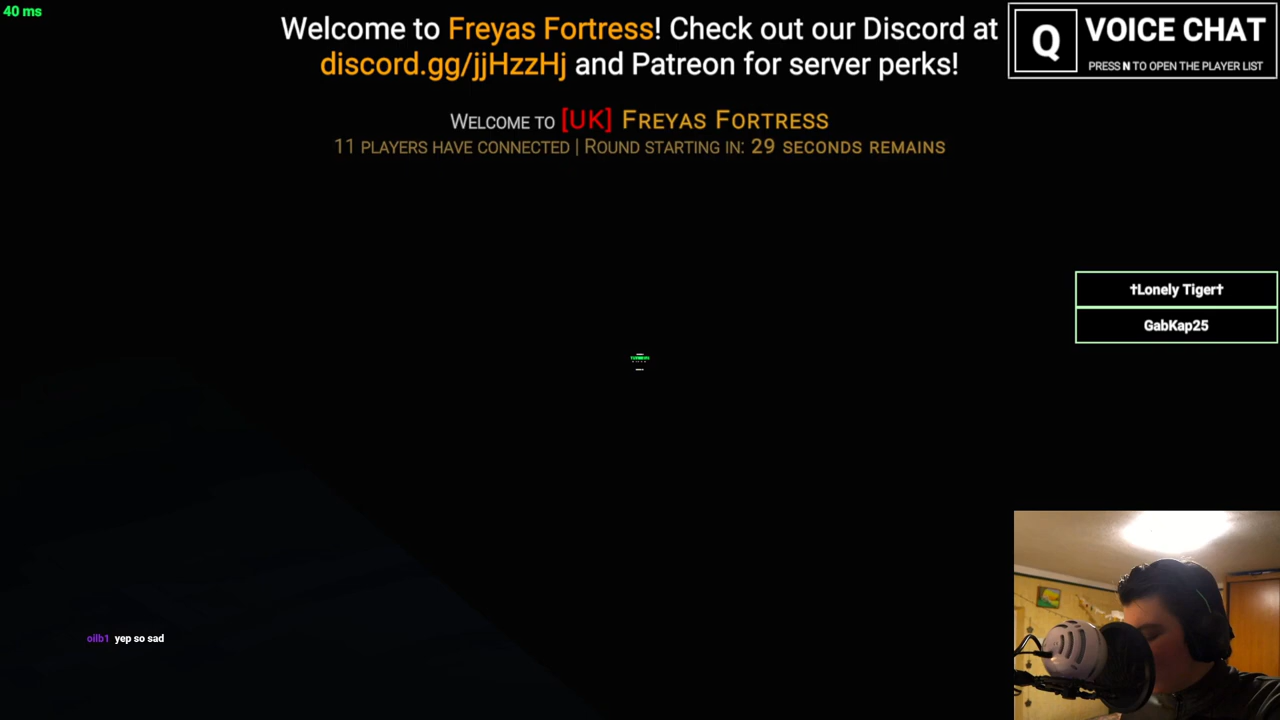 40 ms
Welcome to Freyas Fortress! Check out our Discord at
discord.gg/jjHzzHj and Patreon for server perks!
Q
VOICE CHAT
PRESS N TO OPEN THE PLAYER LIST
WELCOME TO [UK] FREYAS FORTRESS
11 PLAYERS HAVE CONNECTED | ROUND STARTING IN: 29 SECONDS REMAINS
†Lonely Tiger†
GabKap25
oilb1 yep so sad